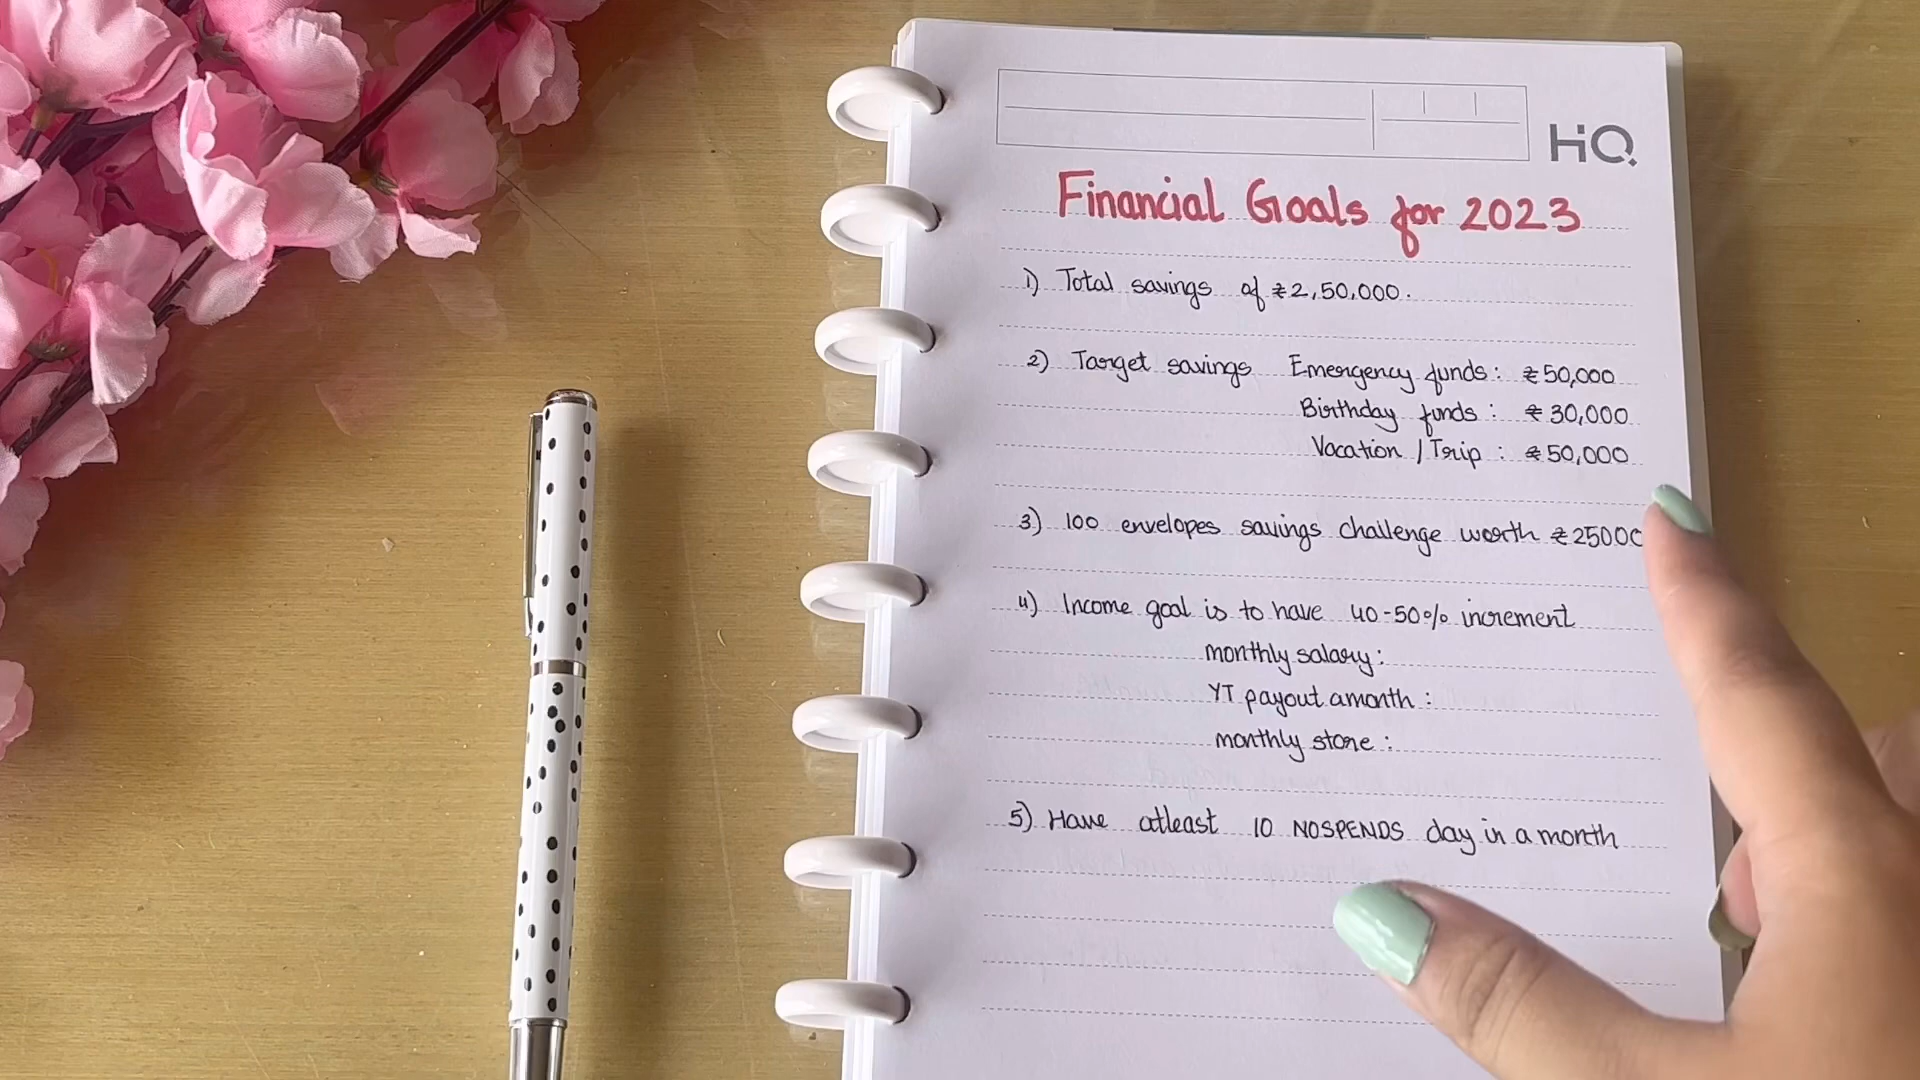 HQ
Financial Goals for 2023
1) Total savings of ₹2,50,000.
2) Target savings Emergency funds: ₹50,000
Birthday funds: ₹30,000
Vacation / Trip: ₹50,000
3) 100 envelopes savings challenge worth ₹25000
4) Income goal is to have 40-50% increment
monthly salary:
YT payout a month:
monthly store:
5) Have atleast 10 NOSPENDS day in a month